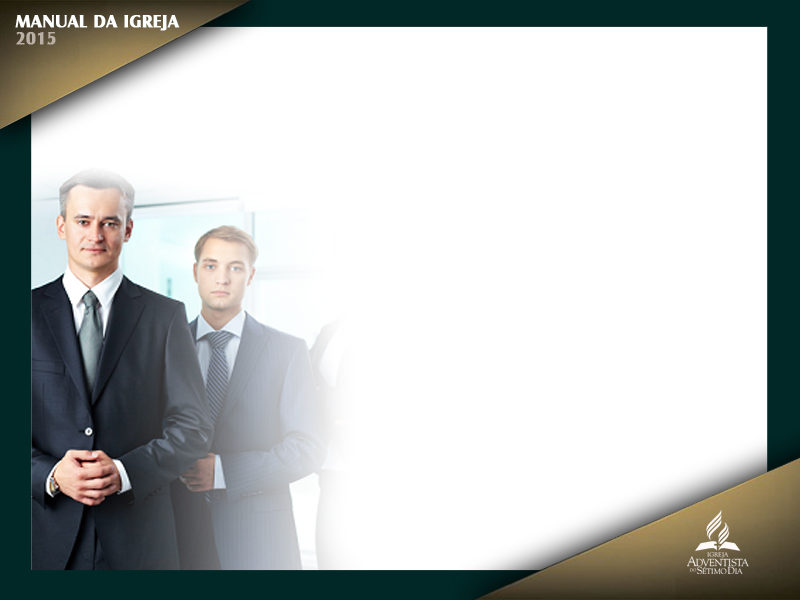 MANUAL DA IGREJA
2015
IGREJA
ADVENTISTA
DO SÉTIMO DIA